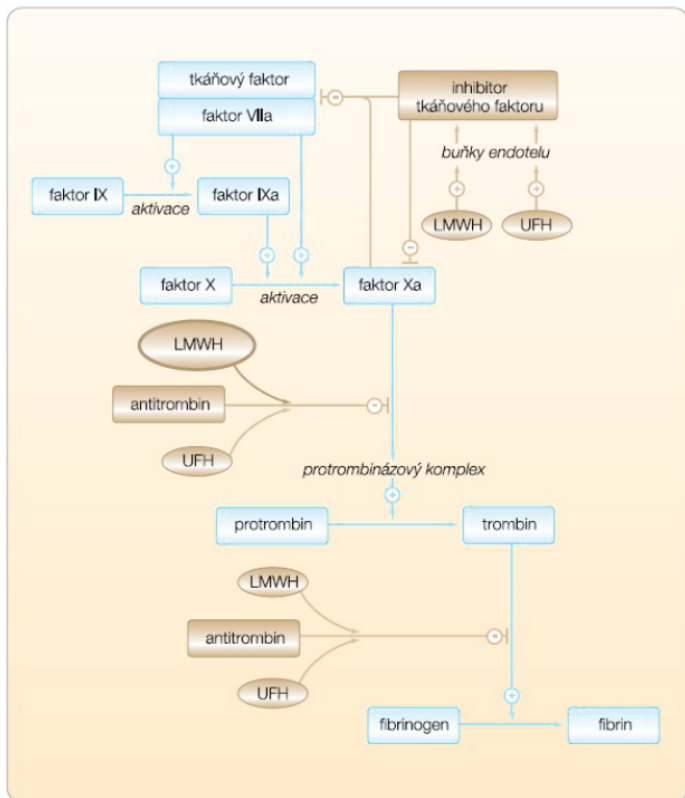 tkáňový faktor
faktor VIIa
inhibitor
tkáňového faktoru
buňky endotelu
faktor IX
aktivace
faktor IXa
LMWH
UFH
faktor X
aktivace
faktor Xa
LMWH
antitrombin
UFH
protrombinázový komplex
protrombin
trombin
LMWH
antitrombin
UFH
fibrinogen
fibrin